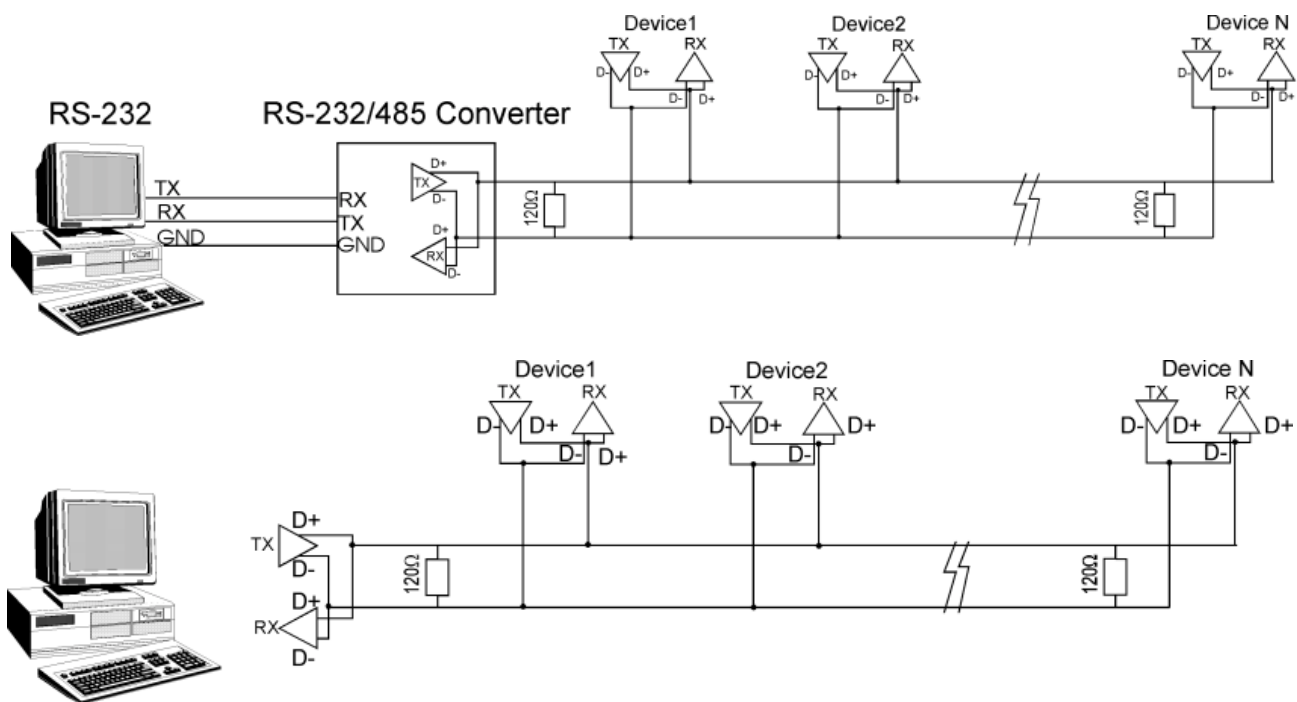 Device1
Device2
Device N
TX
RX
TX
RX
TX
RX
D-
D+
D-
D+
D-
D+
D-
D+
D-
D+
D-
D+
RS-232
RS-232/485 Converter
TX
RX
GND
RX
TX
GND
D+
TX
D-
D+
RX
D-
120Ω
120Ω
Device1
Device2
Device N
TX
RX
TX
RX
TX
RX
D-
D+
D-
D+
D-
D+
D-
D+
D-
D+
D-
D+
D+
TX
D-
D+
RX
D-
120Ω
120Ω